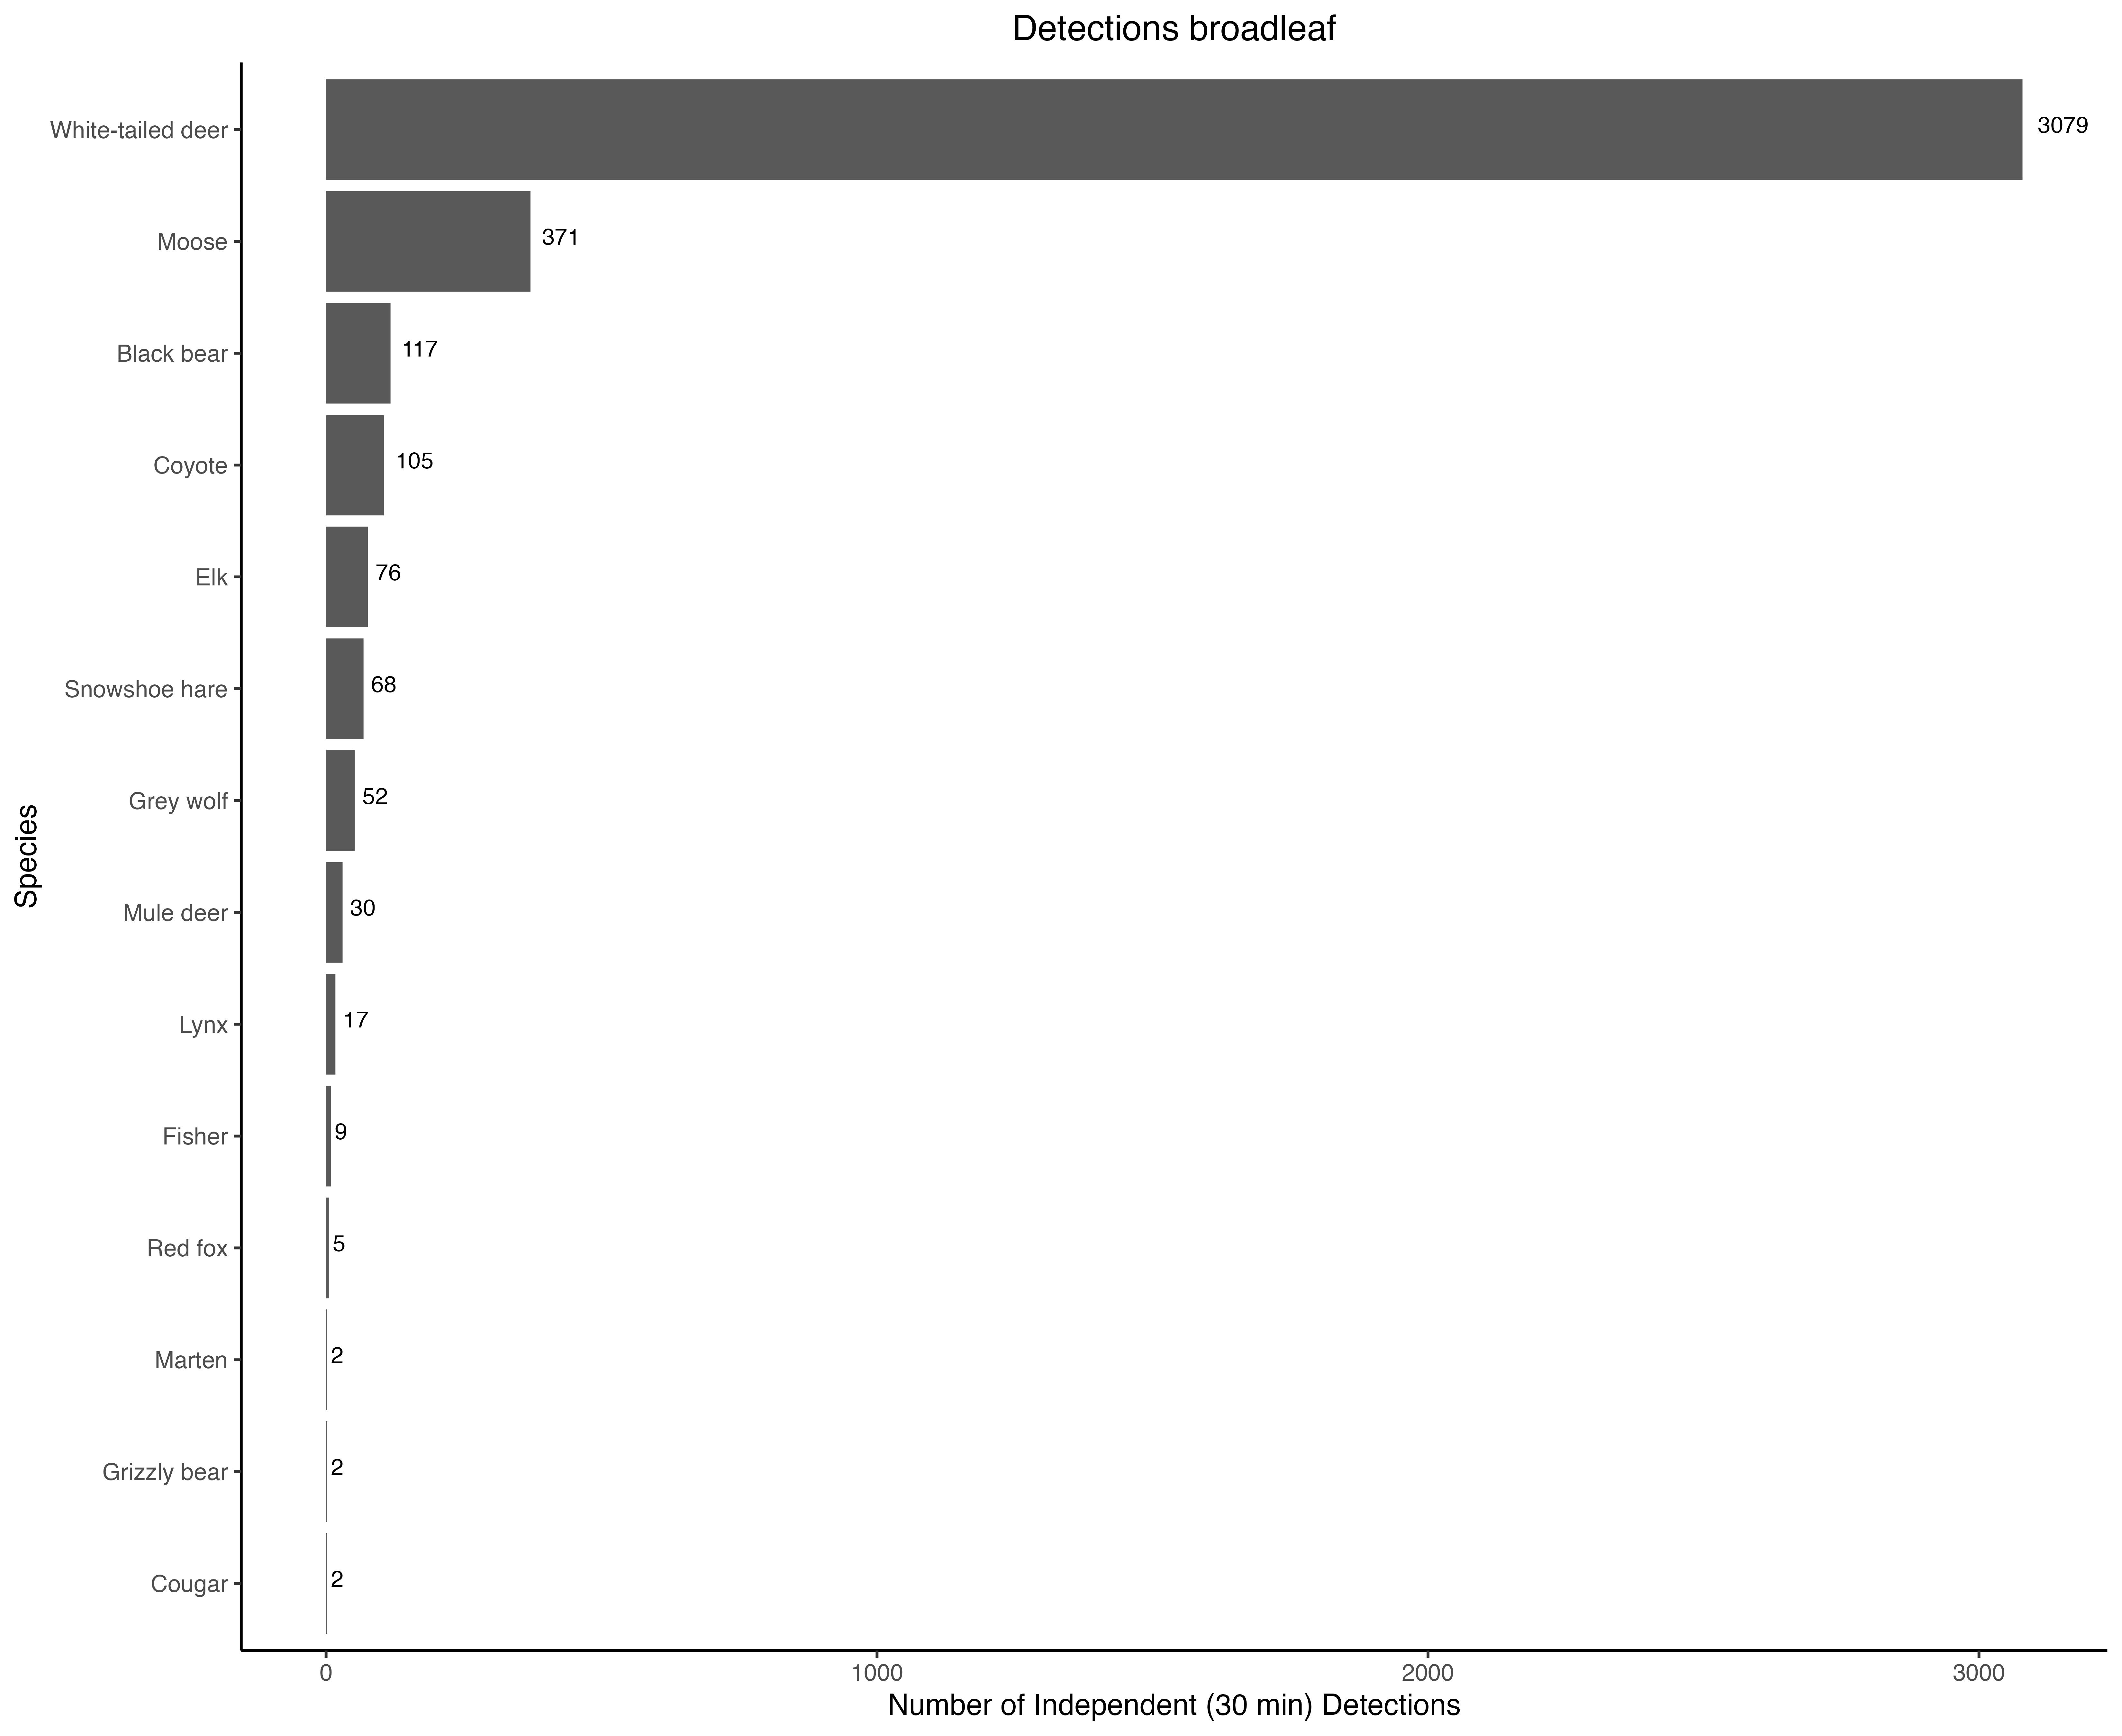 Detections broadleaf
Species
White-tailed deer 3079
Moose 371
Black bear 117
Coyote 105
Elk 76
Snowshoe hare 68
Grey wolf 52
Mule deer 30
Lynx 17
Fisher 9
Red fox 5
Marten 2
Grizzly bear 2
Cougar 2
0 1000 2000 3000
Number of Independent (30 min) Detections